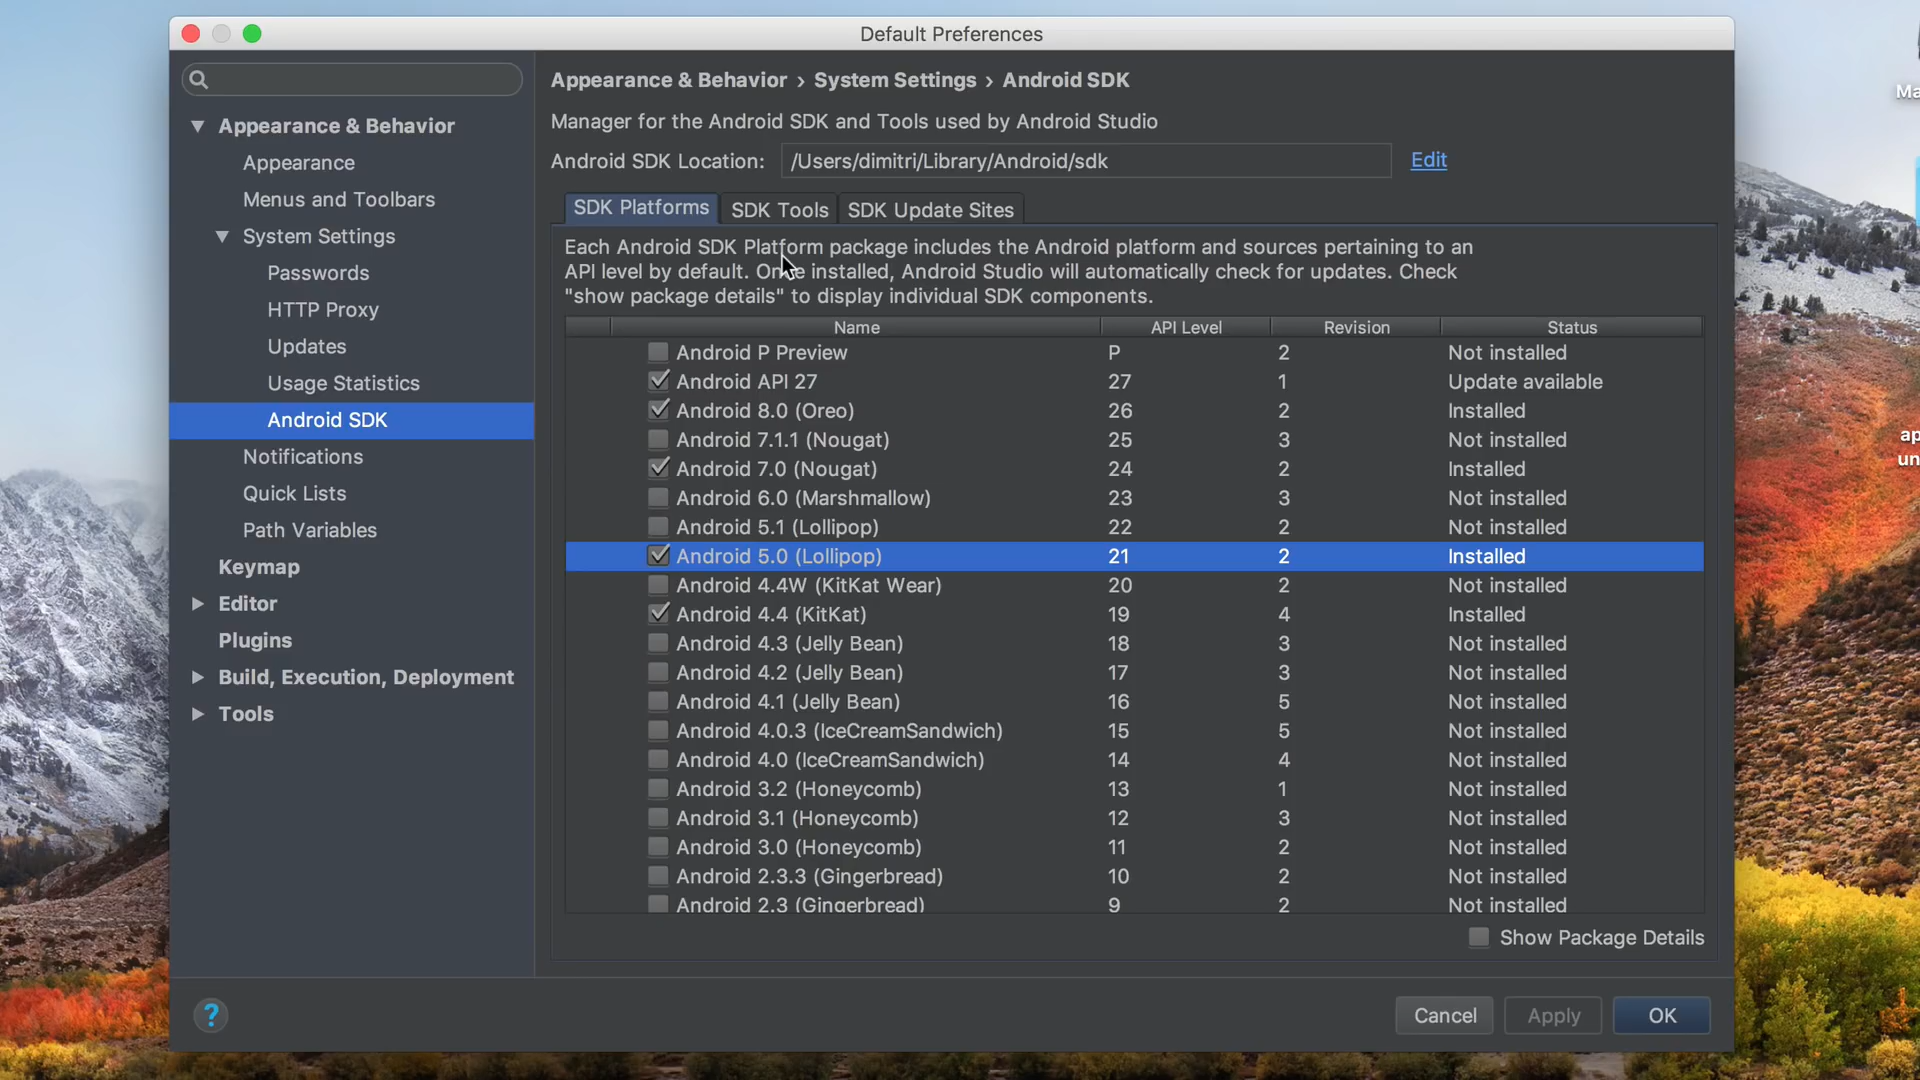 Default Preferences
Ma
ap
un
Appearance & Behavior
Appearance
Menus and Toolbars
System Settings
Passwords
HTTP Proxy
Updates
Usage Statistics
Android SDK
Notifications
Quick Lists
Path Variables
Keymap
Editor
Plugins
Build, Execution, Deployment
Tools
Appearance & Behavior › System Settings › Android SDK
Manager for the Android SDK and Tools used by Android Studio
Android SDK Location: /Users/dimitri/Library/Android/sdk Edit
SDK Platforms SDK Tools SDK Update Sites
Each Android SDK Platform package includes the Android platform and sources pertaining to an
API level by default. Once installed, Android Studio will automatically check for updates. Check
"show package details" to display individual SDK components.
Name API Level Revision Status
Android P Preview P 2 Not installed
Android API 27 27 1 Update available
Android 8.0 (Oreo) 26 2 Installed
Android 7.1.1 (Nougat) 25 3 Not installed
Android 7.0 (Nougat) 24 2 Installed
Android 6.0 (Marshmallow) 23 3 Not installed
Android 5.1 (Lollipop) 22 2 Not installed
Android 5.0 (Lollipop) 21 2 Installed
Android 4.4W (KitKat Wear) 20 2 Not installed
Android 4.4 (KitKat) 19 4 Installed
Android 4.3 (Jelly Bean) 18 3 Not installed
Android 4.2 (Jelly Bean) 17 3 Not installed
Android 4.1 (Jelly Bean) 16 5 Not installed
Android 4.0.3 (IceCreamSandwich) 15 5 Not installed
Android 4.0 (IceCreamSandwich) 14 4 Not installed
Android 3.2 (Honeycomb) 13 1 Not installed
Android 3.1 (Honeycomb) 12 3 Not installed
Android 3.0 (Honeycomb) 11 2 Not installed
Android 2.3.3 (Gingerbread) 10 2 Not installed
Android 2.3 (Gingerbread) 9 2 Not installed
Show Package Details
? Cancel Apply OK